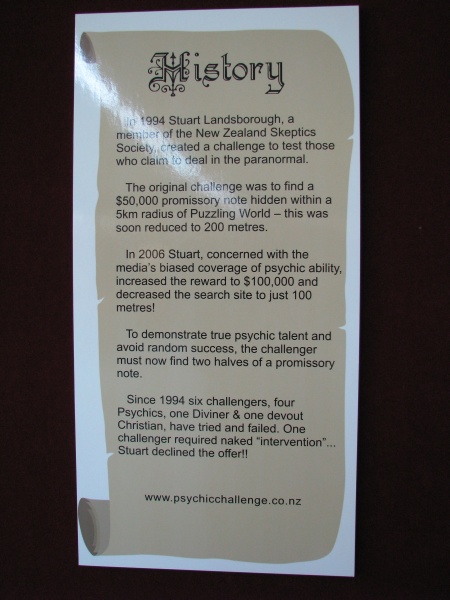 History
In 1994 Stuart Landsborough, a
member of the New Zealand Skeptics
Society, created a challenge to test those
who claim to deal in the paranormal.
The original challenge was to find a
$50,000 promissory note hidden within a
5km radius of Puzzling World – this was
soon reduced to 200 metres.
In 2006 Stuart, concerned with the
media's biased coverage of psychic ability,
increased the reward to $100,000 and
decreased the search site to just 100
metres!
To demonstrate true psychic talent and
avoid random success, the challenger
must now find two halves of a promissory
note.
Since 1994 six challengers, four
Psychics, one Diviner & one devout
Christian, have tried and failed. One
challenger required naked “intervention”...
Stuart declined the offer!!
www.psychicchallenge.co.nz